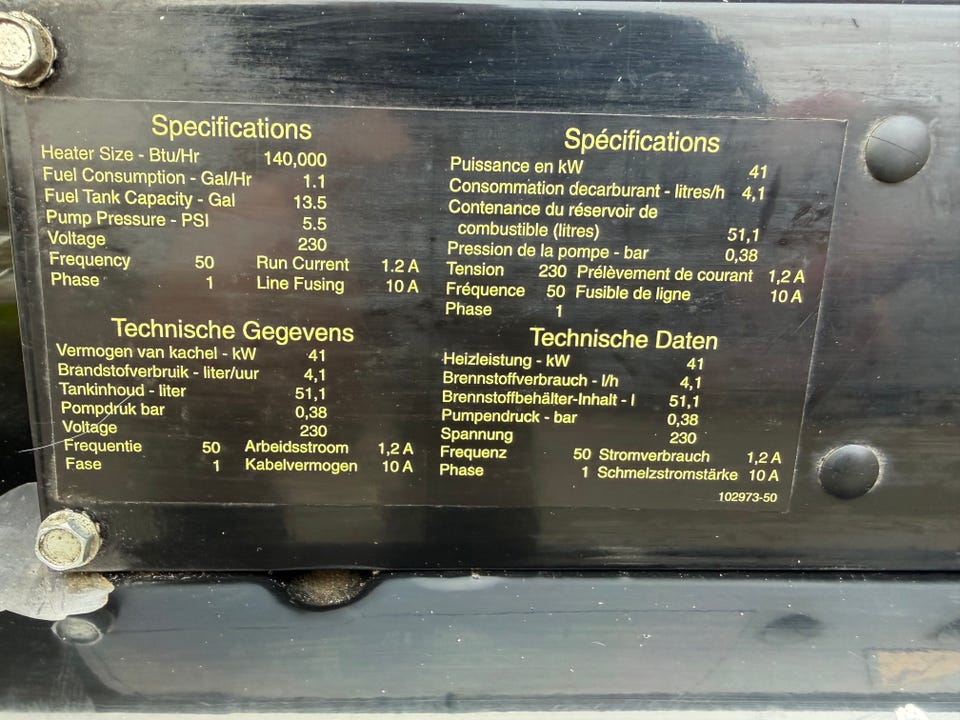 Specifications
Heater Size - Btu/Hr 140,000
Fuel Consumption - Gal/Hr 1.1
Fuel Tank Capacity - Gal 13.5
Pump Pressure - PSI 5.5
Voltage 230
Frequency 50 Run Current 1.2 A
Phase 1 Line Fusing 10 A
Spécifications
Puissance en kW 41
Consommation decarburant - litres/h 4,1
Contenance du réservoir de
combustible (litres) 51,1
Pression de la pompe - bar 0,38
Tension 230 Prélèvement de courant 1,2 A
Fréquence 50 Fusible de ligne 10 A
Phase 1
Technische Gegevens
Vermogen van kachel - kW 41
Brandstofverbruik - liter/uur 4,1
Tankinhoud - liter 51,1
Pompdruk bar 0,38
Voltage 230
Frequentie 50 Arbeidsstroom 1,2 A
Fase 1 Kabelvermogen 10 A
Technische Daten
Heizleistung - kW 41
Brennstoffverbrauch - l/h 4,1
Brennstoffbehälter-Inhalt - l 51,1
Pumpendruck - bar 0,38
Spannung 230
Frequenz 50 Stromverbrauch 1,2 A
Phase 1 Schmelzstromstärke 10 A
102973-50